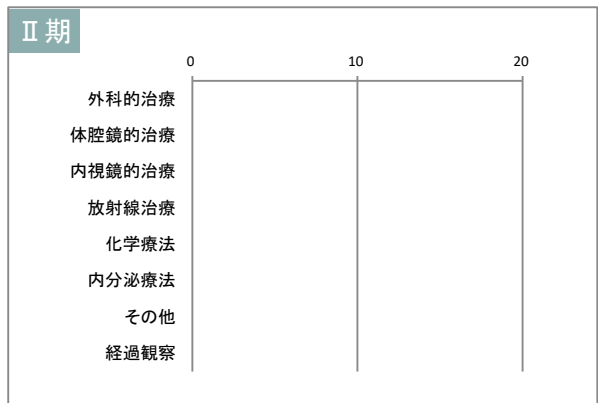 Ⅱ期
0 10 20
外科的治療
体腔鏡的治療
内視鏡的治療
放射線治療
化学療法
内分泌療法
その他
経過観察